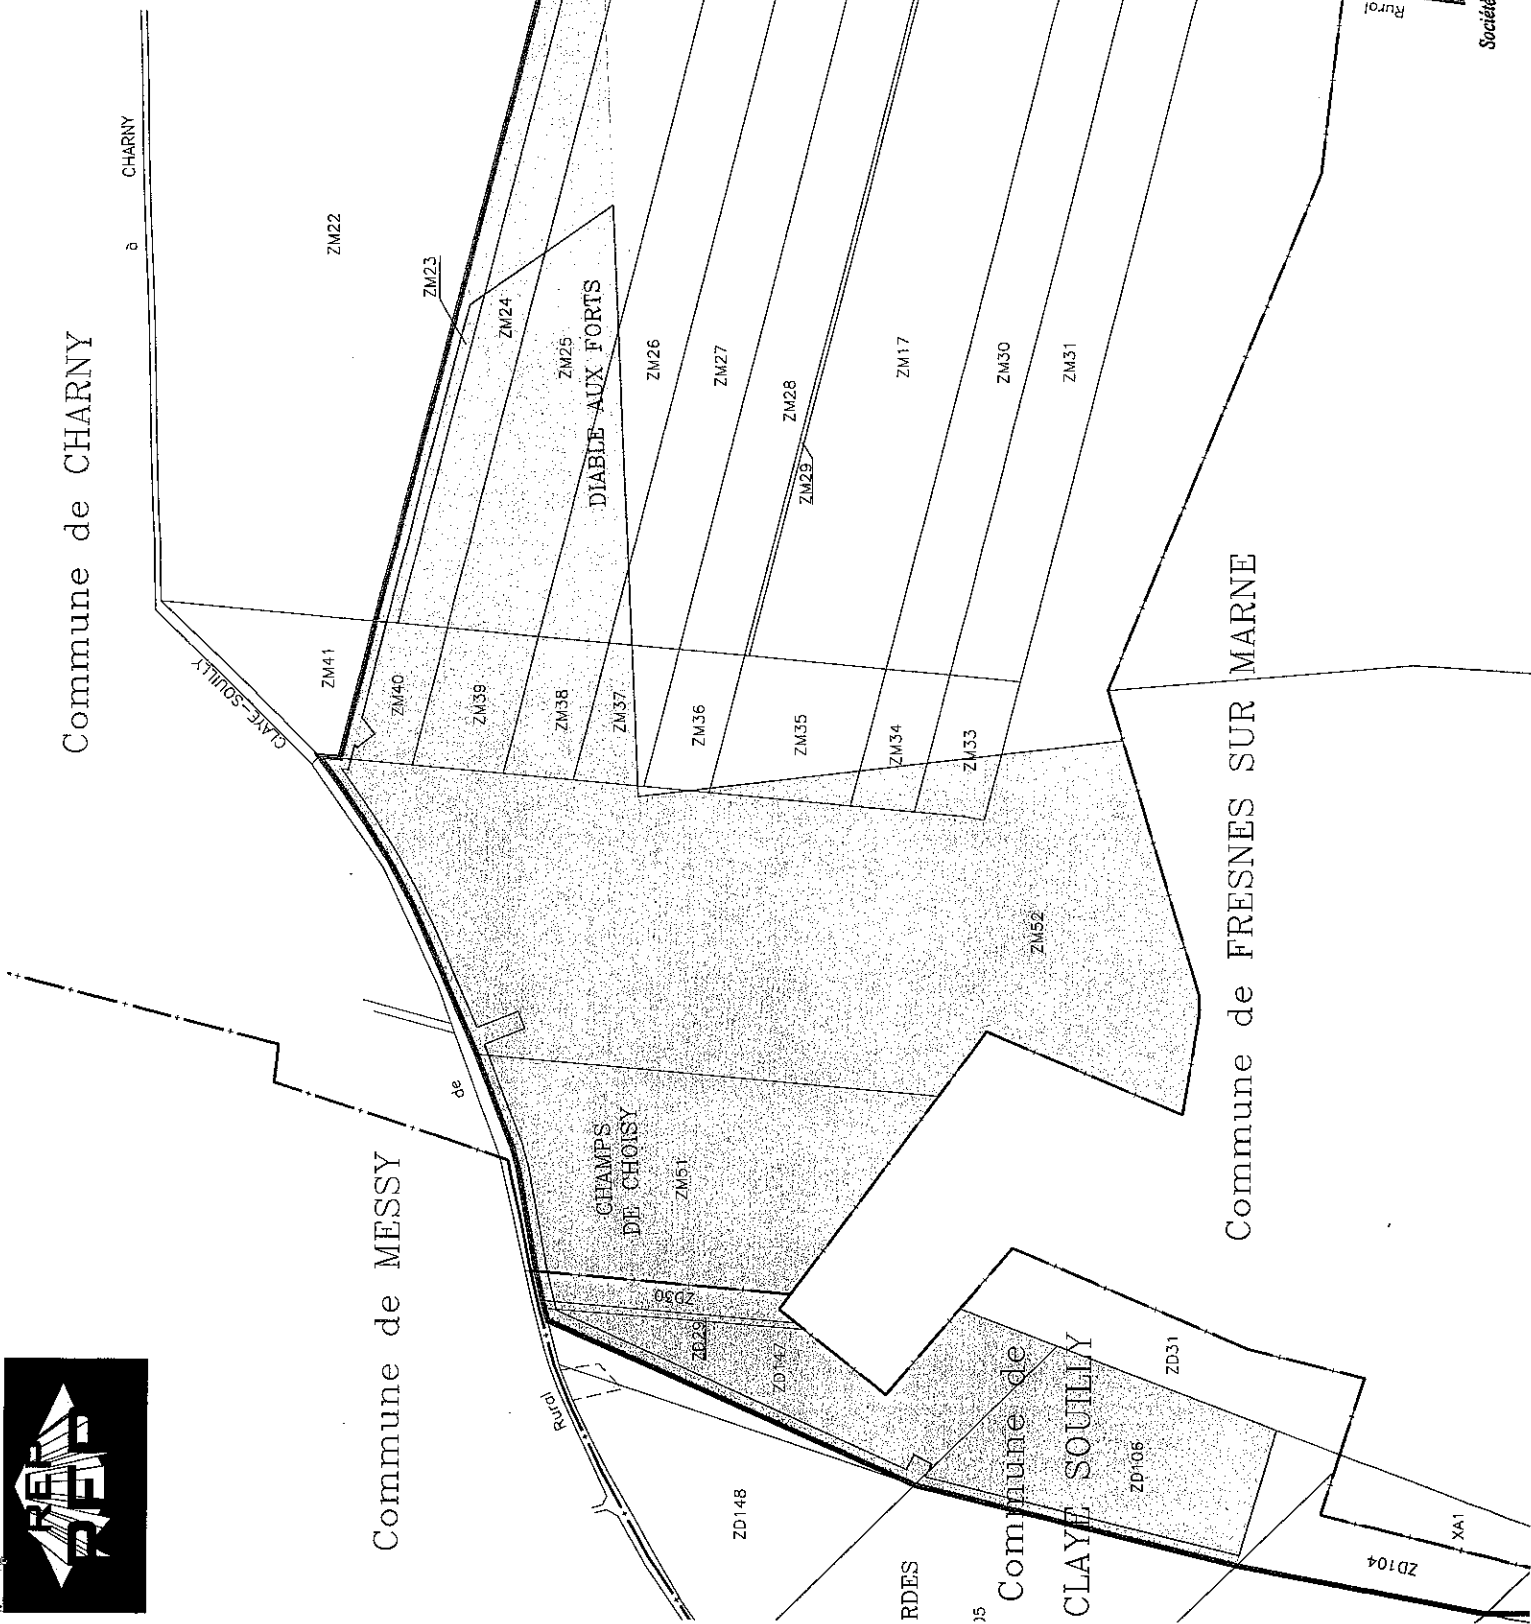 REP
Commune de CHARNY
à
CHARNY
CLAYE-SOUILLY
de
Rural
Rural
Société
Commune de MESSY
Commune de FRESNES SUR MARNE
Commune de
CLAYE SOUILLY
DIABLE AUX FORTS
CHAMPS
DE CHOISY
RDES
ZM22
ZM23
ZM24
ZM25
ZM26
ZM27
ZM28
ZM29
ZM17
ZM30
ZM31
ZM41
ZM40
ZM39
ZM38
ZM37
ZM36
ZM35
ZM34
ZM33
ZM52
ZM51
ZD30
ZD29
ZD147
ZD148
ZD31
ZD106
ZD104
XA1